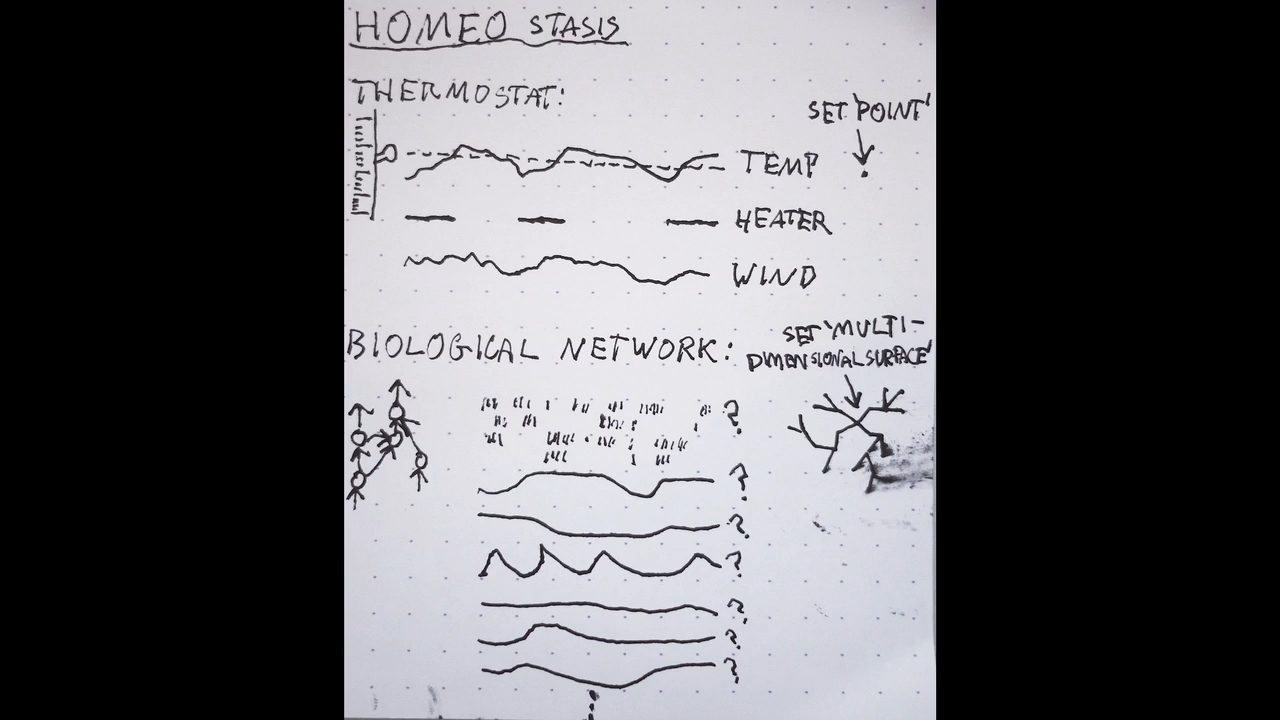 HOMEO STASIS
THERMOSTAT:
SET 'POINT'
TEMP
HEATER
WIND
BIOLOGICAL NETWORK:
SET 'MULTI-
DIMENSIONAL SURFACE'
?
?
?
?
?
?
?